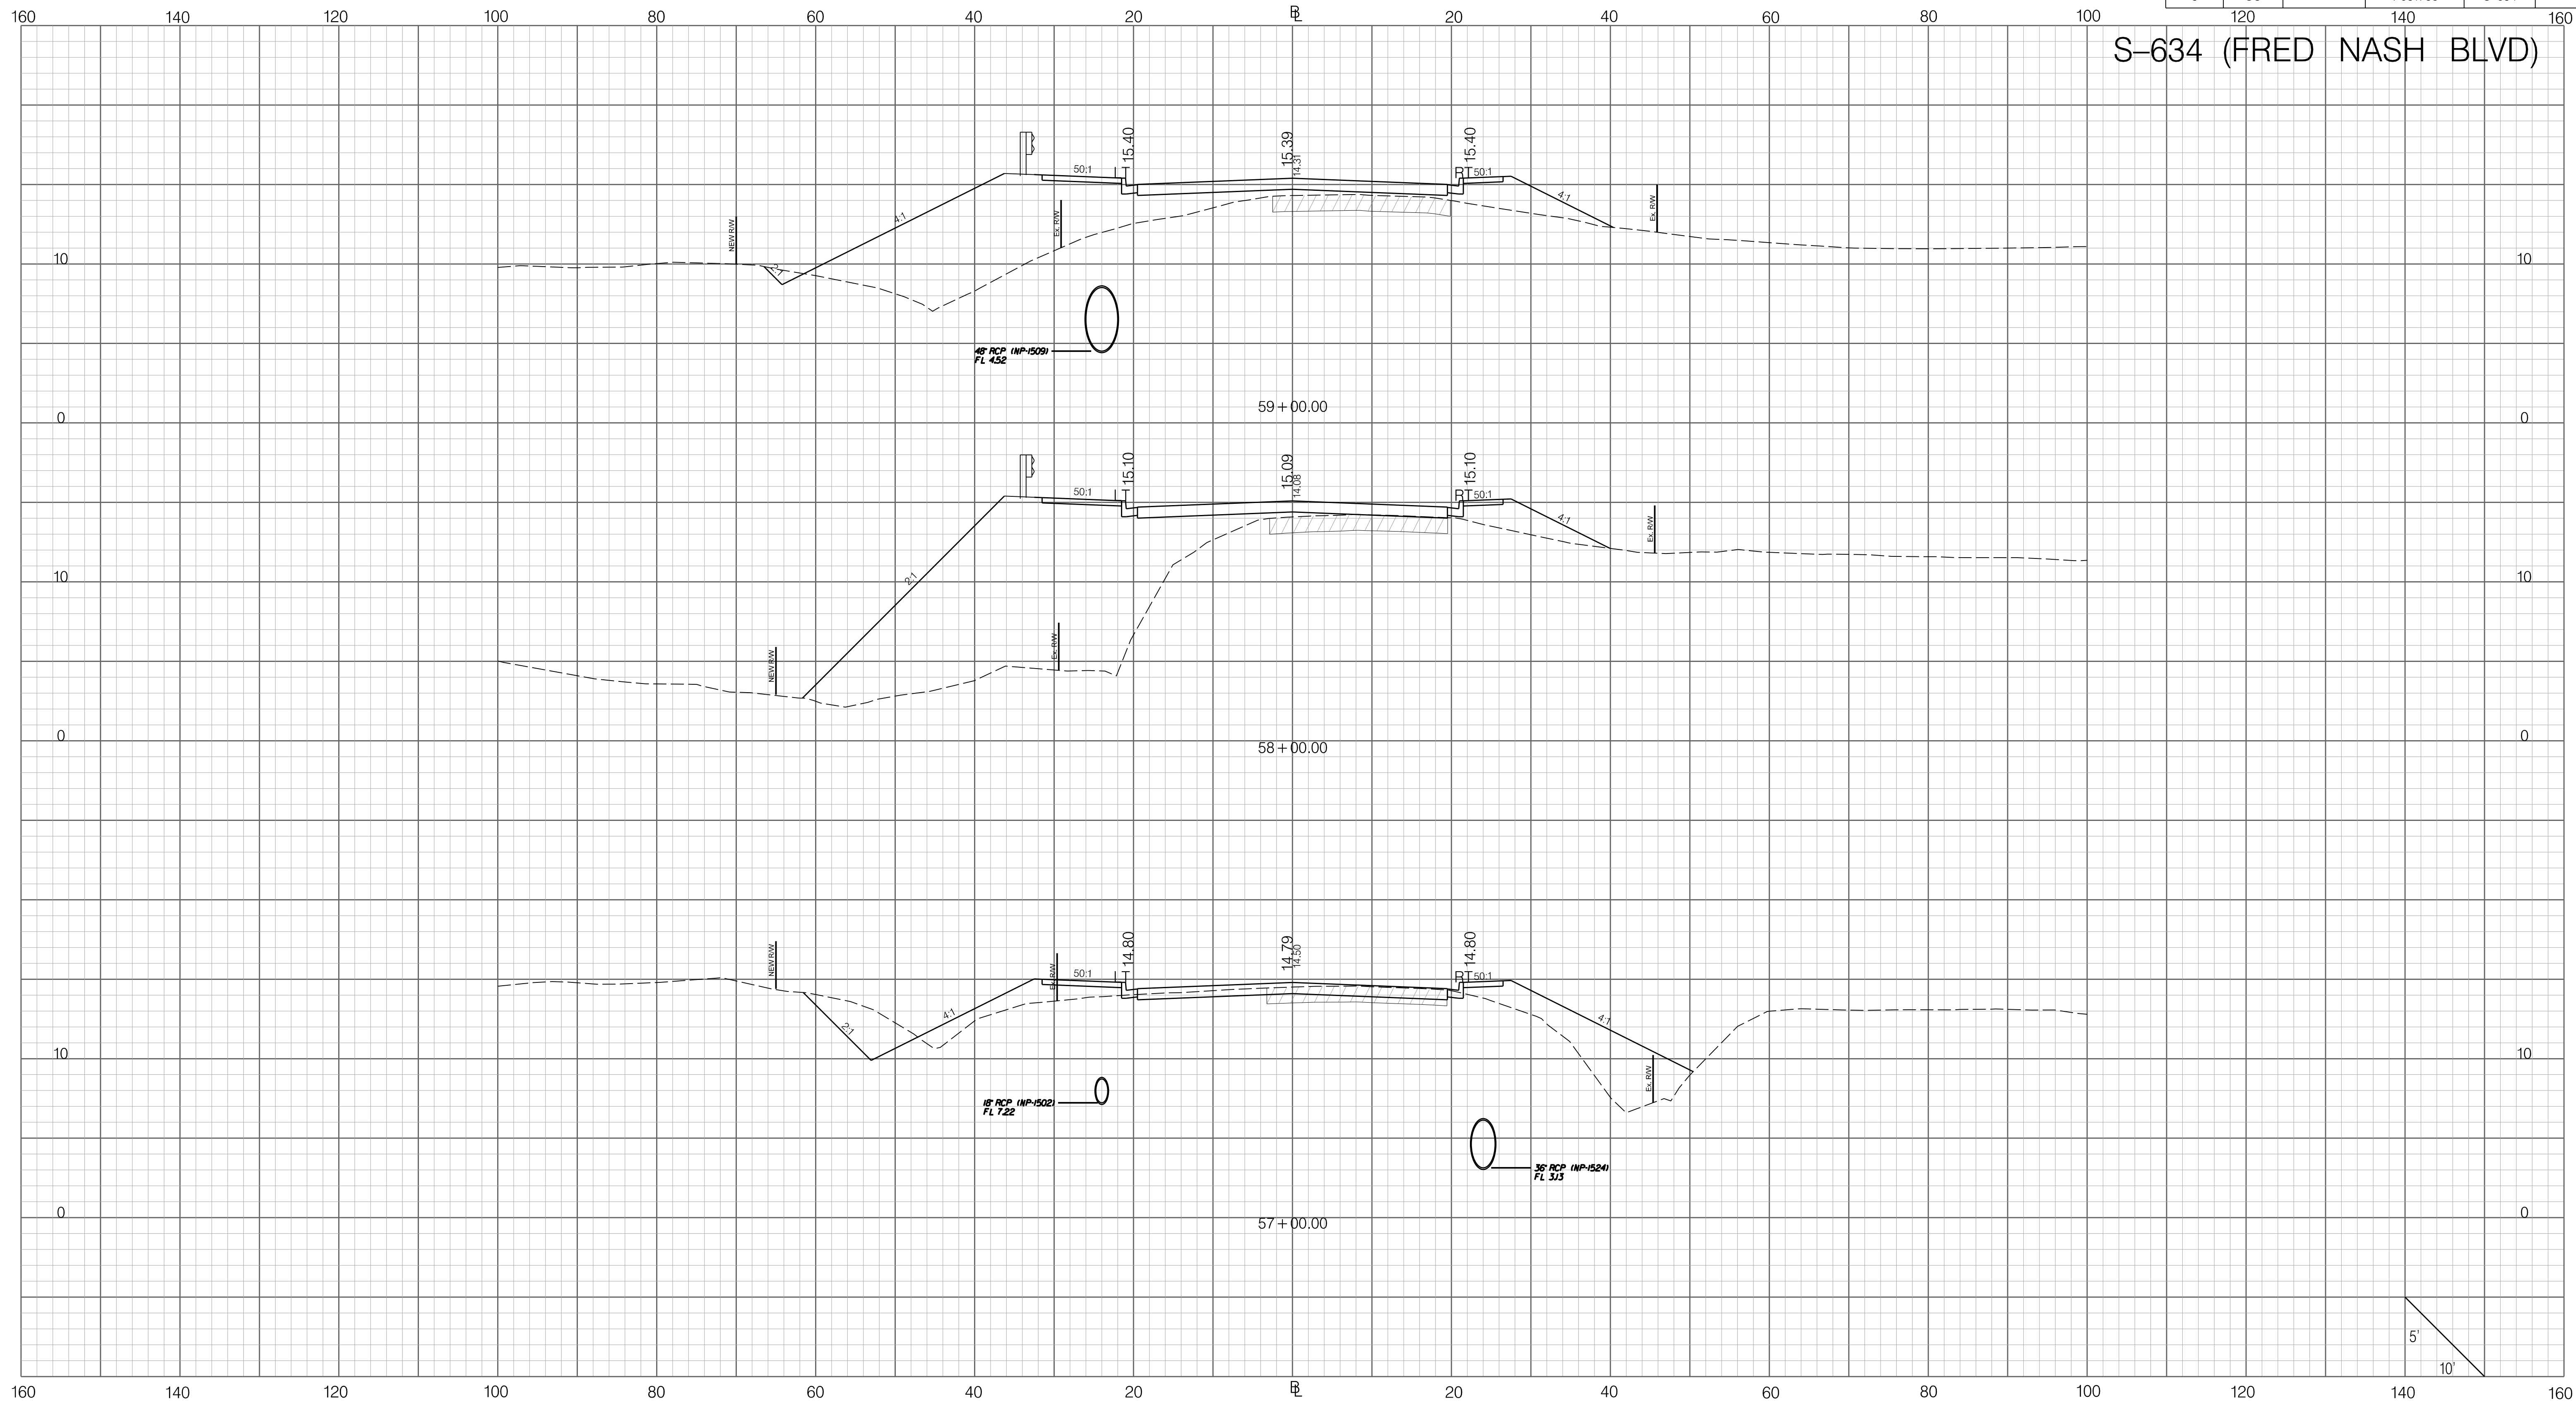 160 140 120 100 80 60 40 20 BL 20 40 60 80 100 120 140 160
S-634 (FRED NASH BLVD)
15.40 15.39 14.31 15.40
50:1 LT RT 50:1
4:1 4:1
NEW R/W Ex. R/W Ex. R/W
10 10
2:1
48" RCP (NP-1509)
FL 4.52
59+00.00
0 0
15.10 15.09 14.08 15.10
50:1 LT RT 50:1
4:1
Ex. R/W
10 2:1 10
NEW R/W Ex. R/W
0 0
58+00.00
14.80 14.79 14.50 14.80
NEW R/W Ex. R/W 50:1 LT RT 50:1
2:1 4:1 4:1
10 10
Ex. R/W
18" RCP (NP-1502)
FL 7.22
36" RCP (NP-1524)
FL 3.13
0 0
57+00.00
5'
10'
160 140 120 100 80 60 40 20 BL 20 40 60 80 100 120 140 160